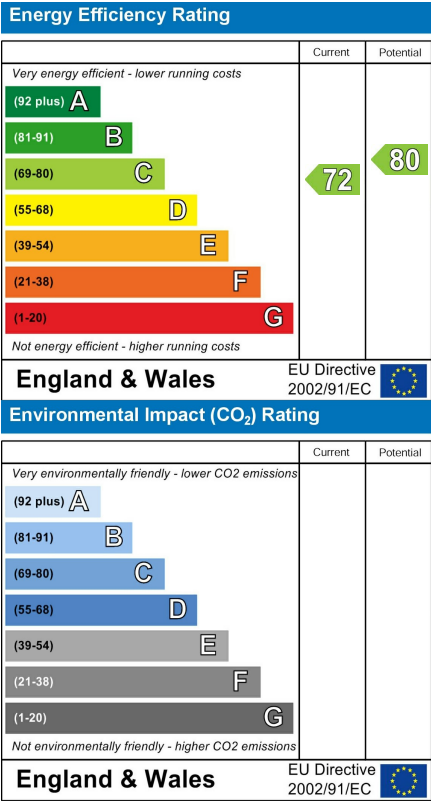 Energy Efficiency Rating
Current Potential
Very energy efficient - lower running costs
(92 plus) A
(81-91) B
(69-80) C
72 80
(55-68) D
(39-54) E
(21-38) F
(1-20) G
Not energy efficient - higher running costs
England & Wales
EU Directive
2002/91/EC
Environmental Impact (CO₂) Rating
Current Potential
Very environmentally friendly - lower CO2 emissions
(92 plus) A
(81-91) B
(69-80) C
(55-68) D
(39-54) E
(21-38) F
(1-20) G
Not environmentally friendly - higher CO2 emissions
England & Wales
EU Directive
2002/91/EC